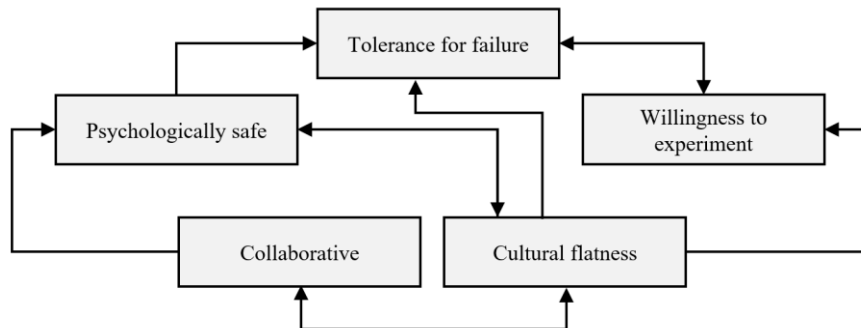 Tolerance for failure
Psychologically safe
Willingness to
experiment
Collaborative
Cultural flatness